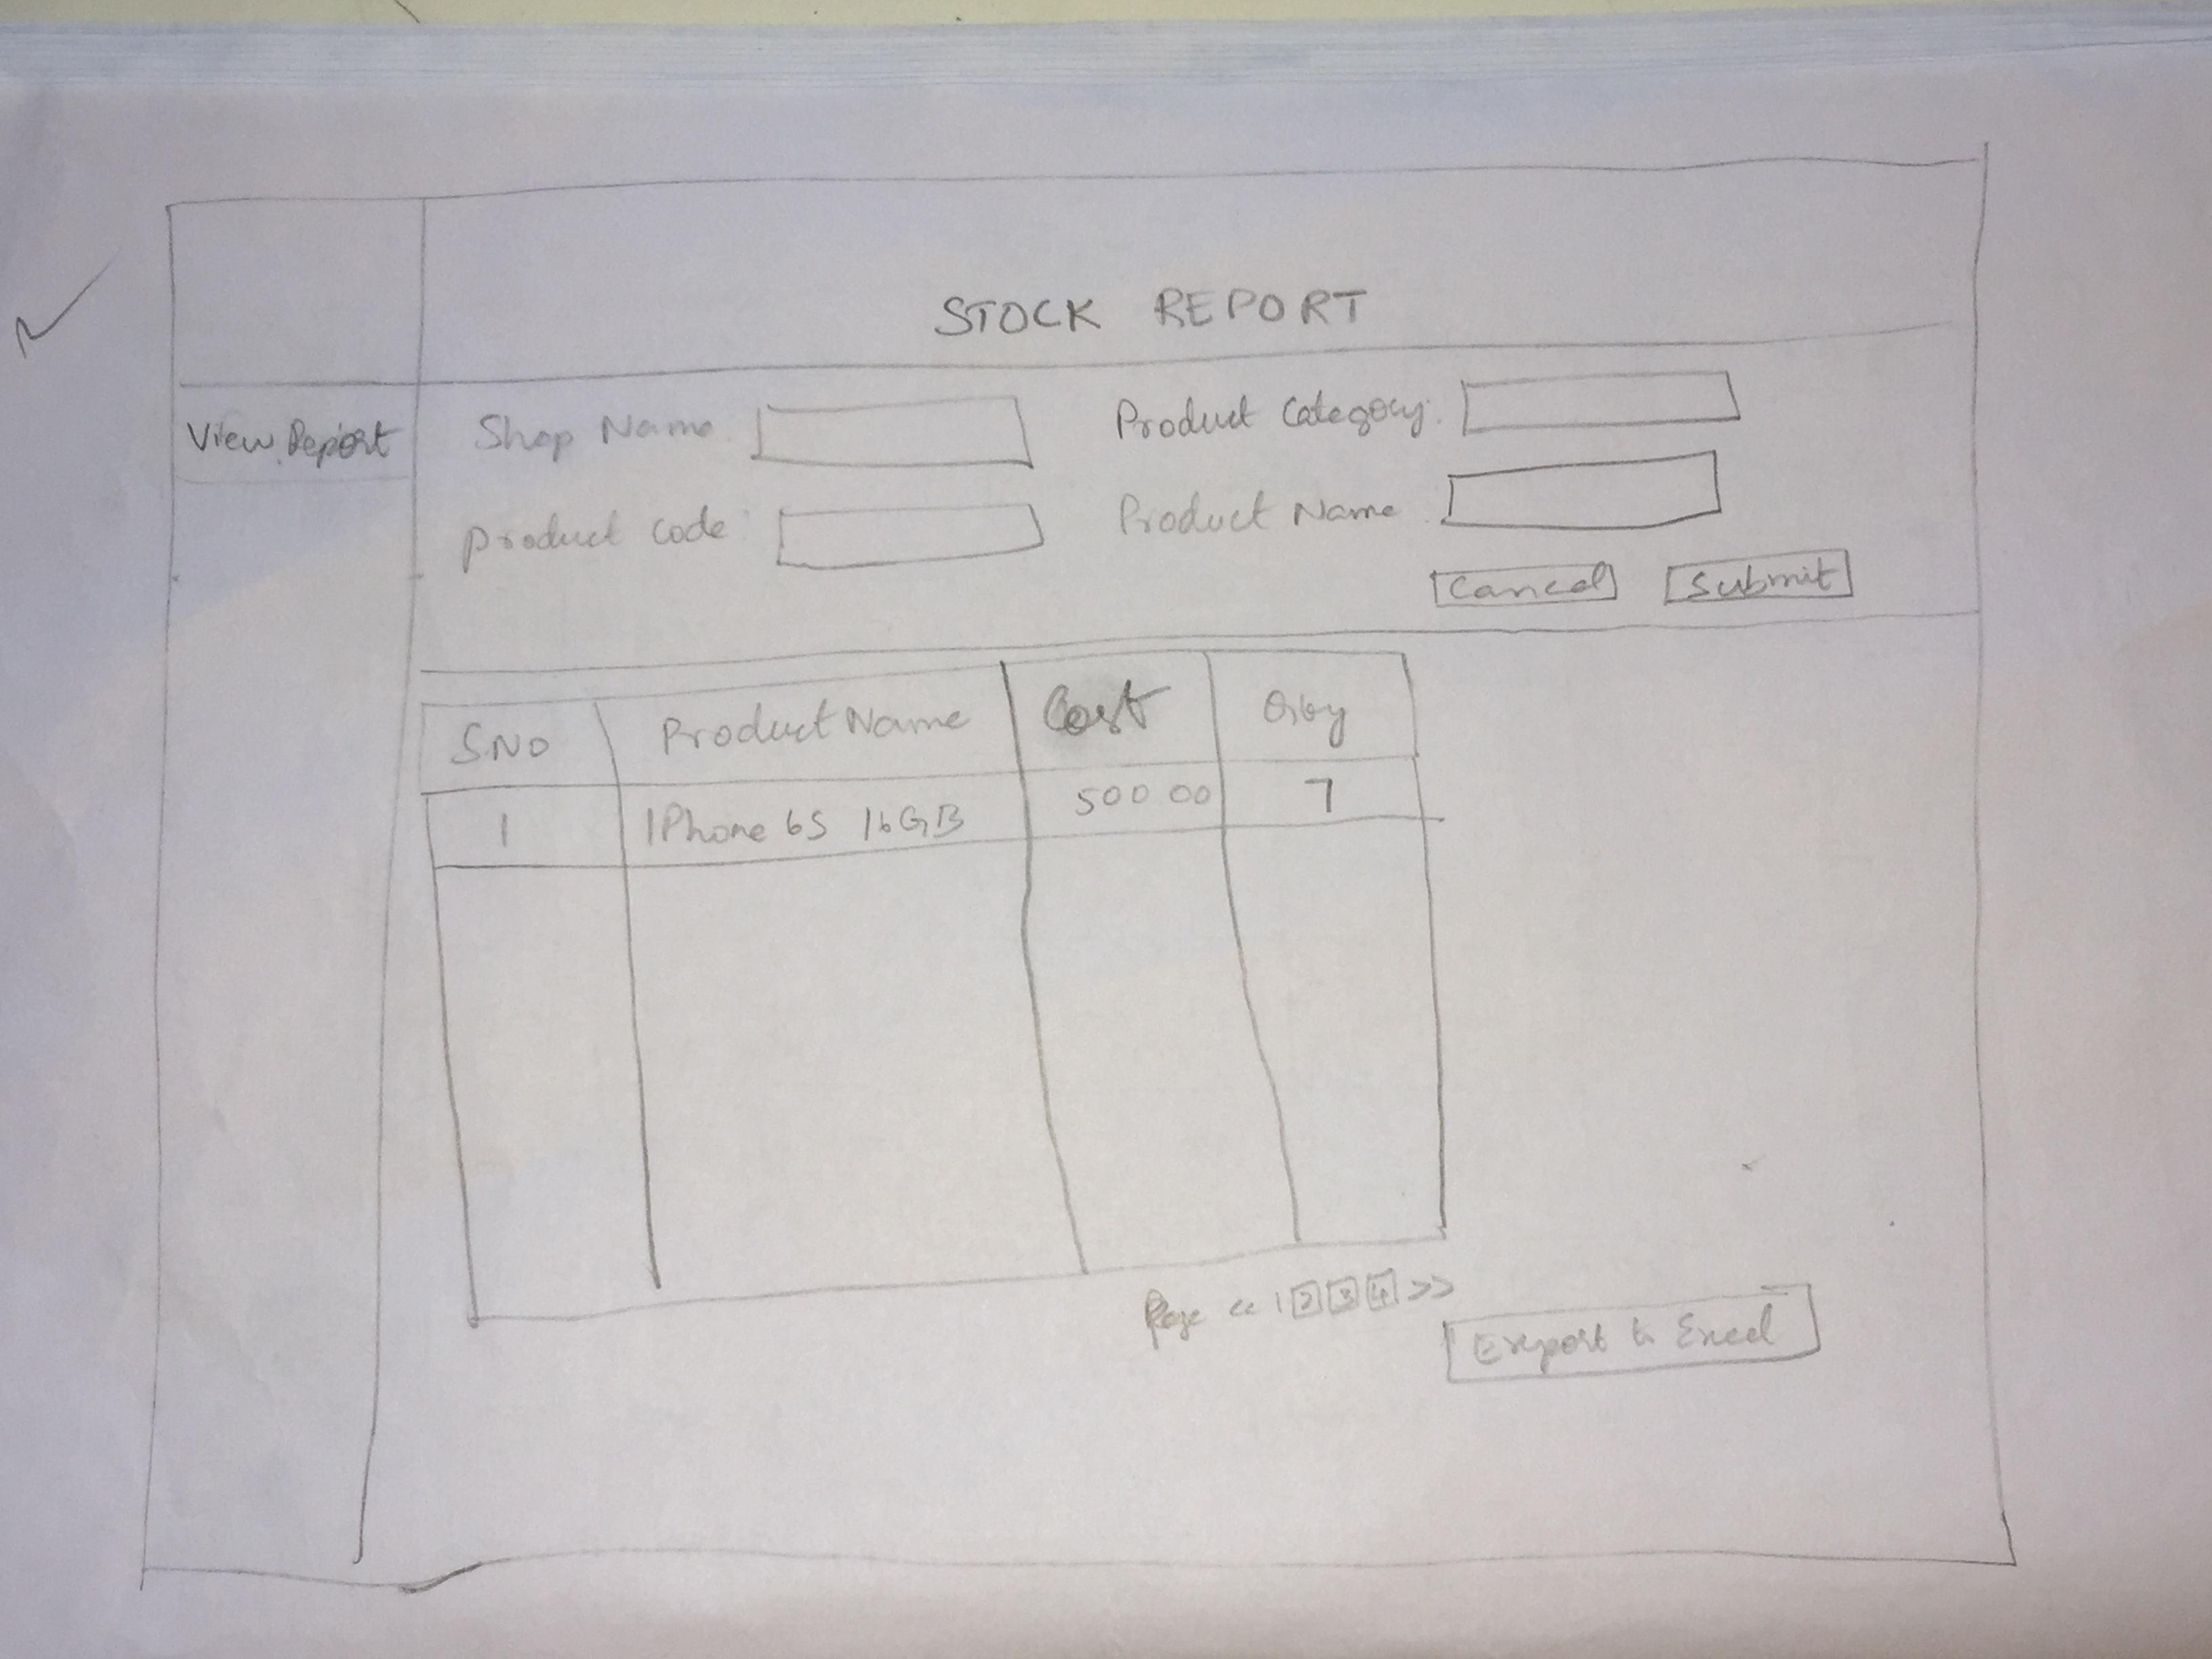 STOCK REPORT
View Report
Shop Name :
Product Category :
Product Code :
Product Name :
Cancel
Submit
S.NO Product Name Cost Qty
1 IPhone 6S 16GB 500 00 7
Page << 1 2 3 4 >>
Export to Excel